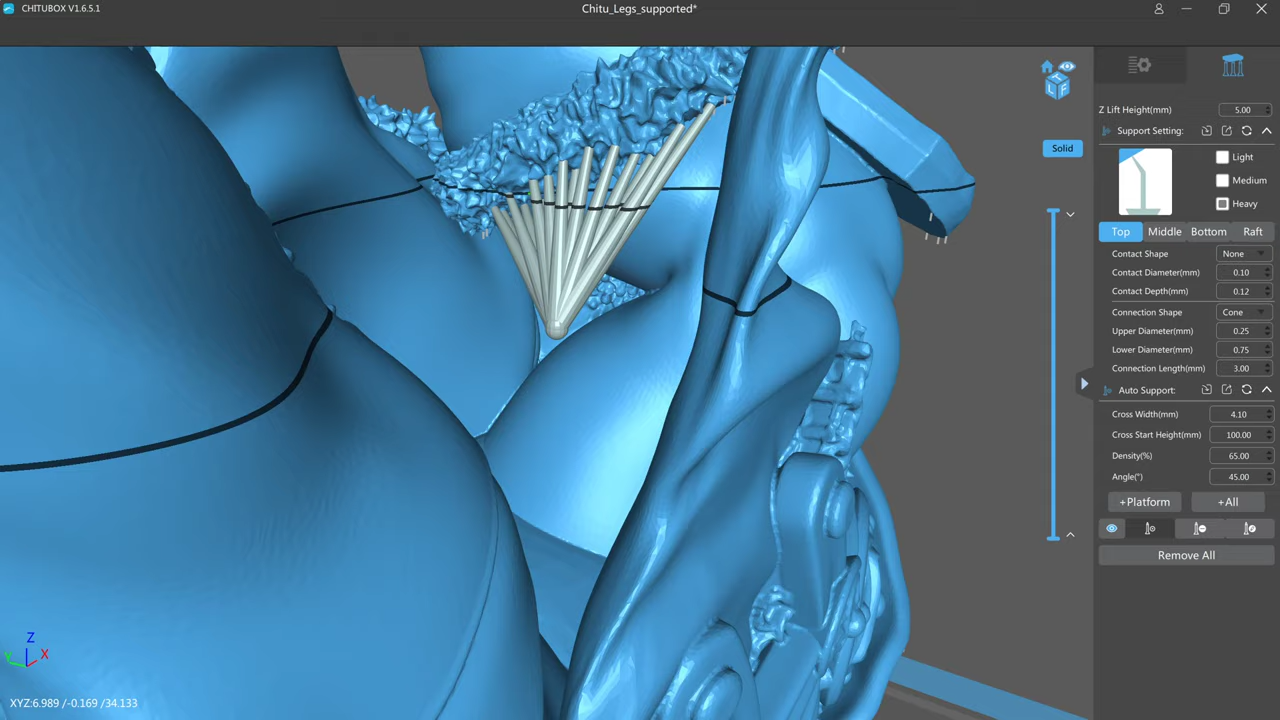 CHITUBOX V1.6.5.1
Chitu_Legs_supported*
Z Lift Height(mm) 5.00
Support Setting:
Light
Medium
Heavy
Top Middle Bottom Raft
Contact Shape None
Contact Diameter(mm) 0.10
Contact Depth(mm) 0.12
Connection Shape Cone
Upper Diameter(mm) 0.25
Lower Diameter(mm) 0.75
Connection Length(mm) 3.00
Auto Support:
Cross Width(mm) 4.10
Cross Start Height(mm) 100.00
Density(%) 65.00
Angle(°) 45.00
+Platform +All
Remove All
T
L F
Solid
Z
Y X
XYZ:6.989 /-0.169 /34.133